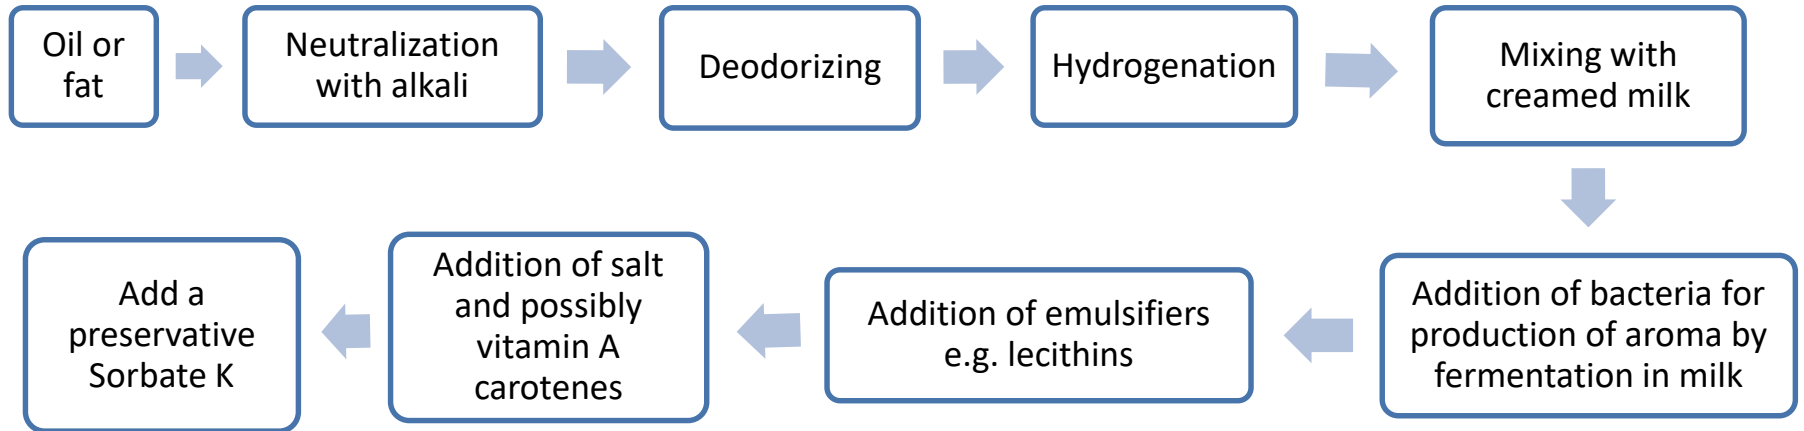 Oil or
fat
Neutralization
with alkali
Deodorizing
Hydrogenation
Mixing with
creamed milk
Addition of bacteria for
production of aroma by
fermentation in milk
Addition of emulsifiers
e.g. lecithins
Addition of salt
and possibly
vitamin A
carotenes
Add a
preservative
Sorbate K